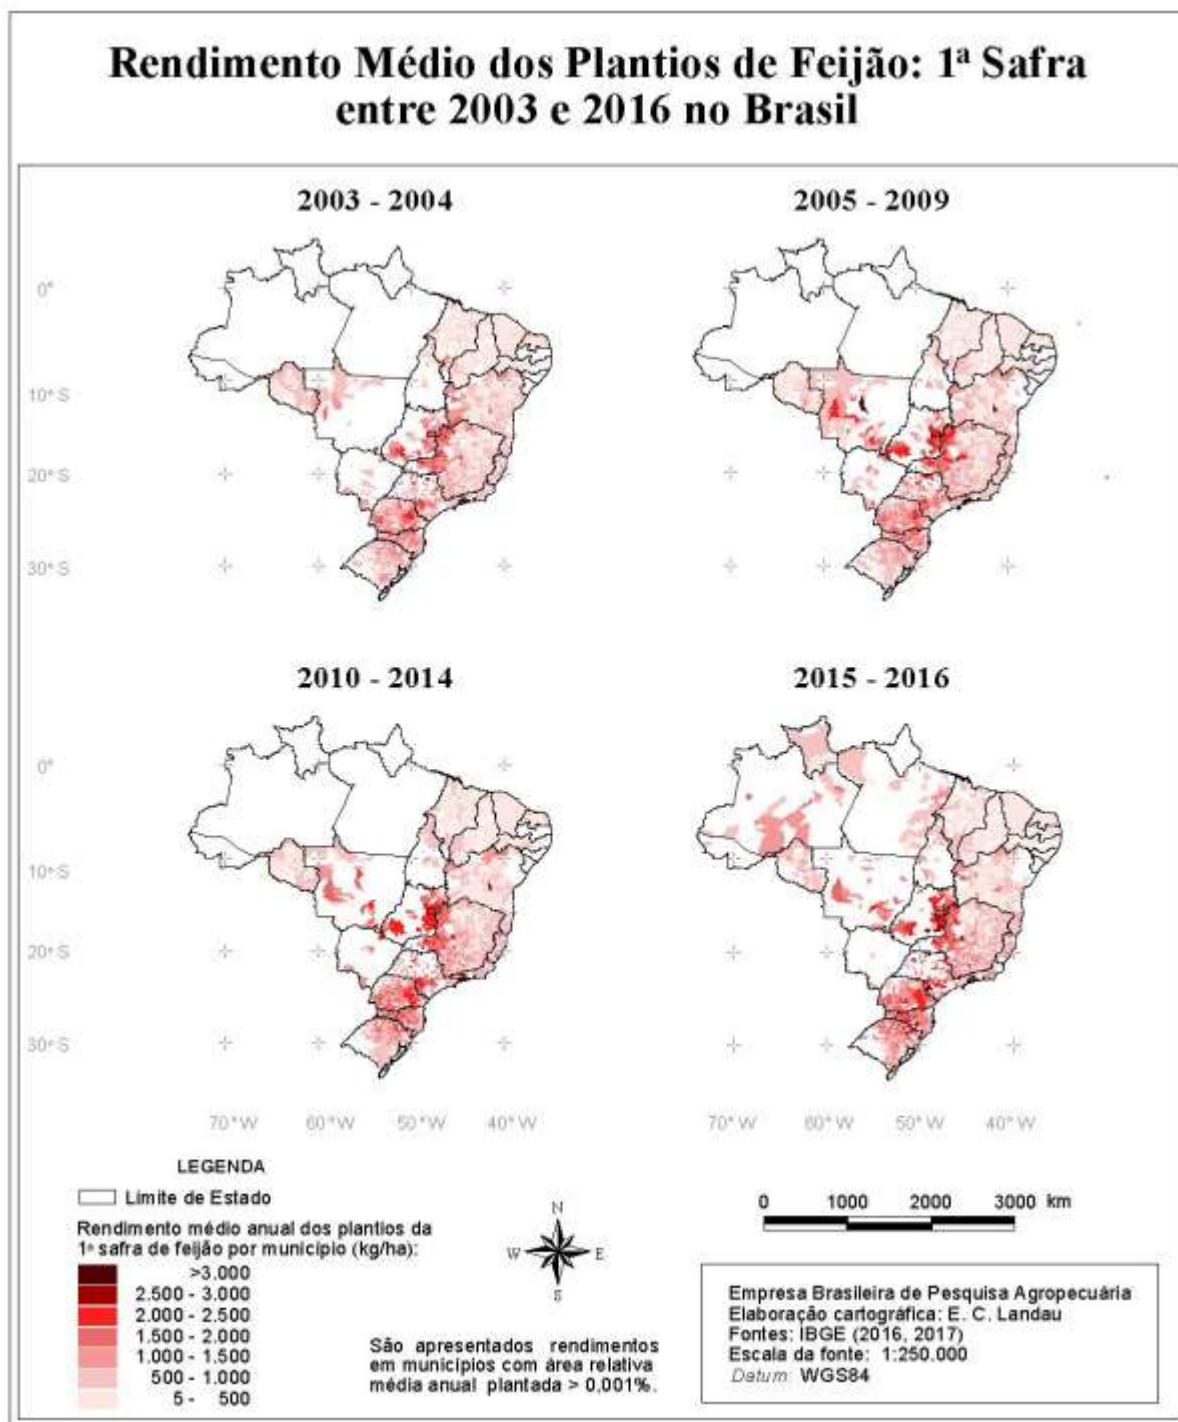 Rendimento Médio dos Plantios de Feijão: 1ª Safra
entre 2003 e 2016 no Brasil
2003 - 2004
2005 - 2009
0°
10° S
20° S
30° S
2010 - 2014
2015 - 2016
0°
10° S
20° S
30° S
70° W 60° W 50° W 40° W
70° W 60° W 50° W 40° W
LEGENDA
Limite de Estado
Rendimento médio anual dos plantios da
1ª safra de feijão por município (kg/ha):
>3.000
2.500 - 3.000
2.000 - 2.500
1.500 - 2.000
1.000 - 1.500
500 - 1.000
5 - 500
N
W E
S
São apresentados rendimentos
em municípios com área relativa
média anual plantada > 0,001%.
0 1000 2000 3000 km
Empresa Brasileira de Pesquisa Agropecuária
Elaboração cartográfica: E. C. Landau
Fontes: IBGE (2016, 2017)
Escala da fonte: 1:250.000
Datum: WGS84